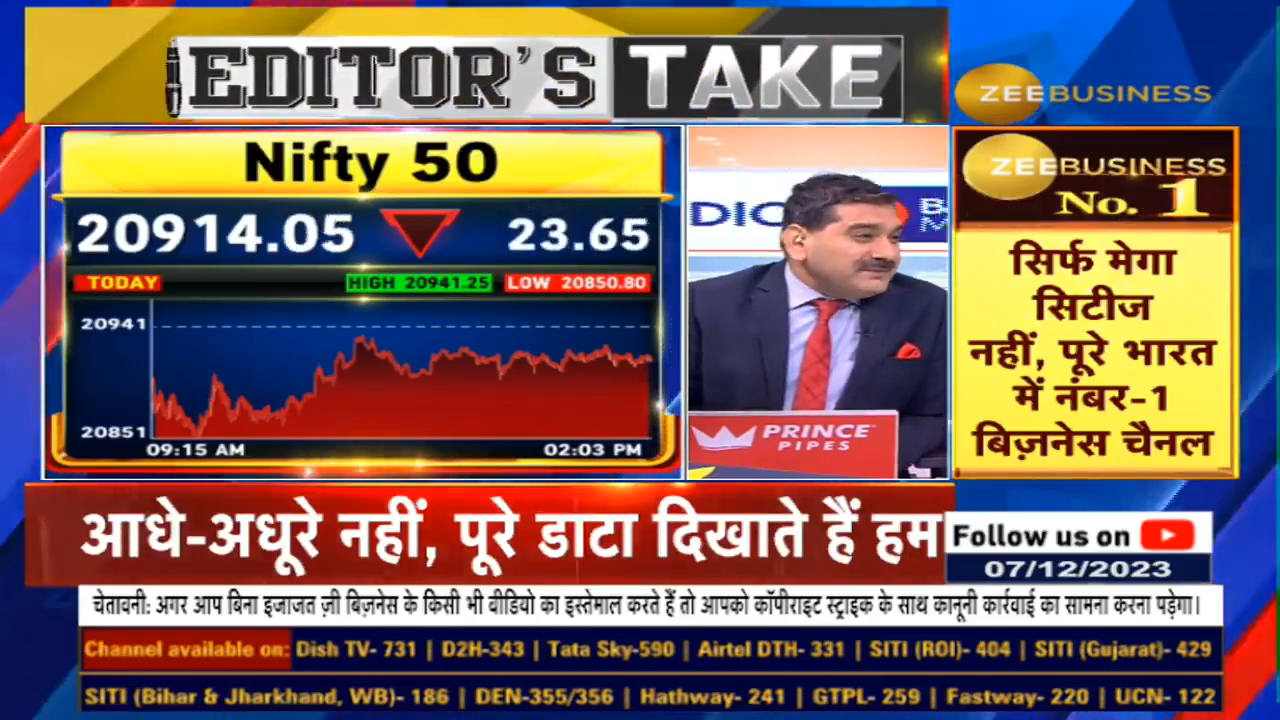 EDITOR'S TAKE
ZEEBUSINESS
Nifty 50
20914.05 23.65
TODAY HIGH 20941.25 LOW 20850.80
20941
20851
09:15 AM 02:03 PM
DIO
PRINCE
PIPES
ZEEBUSINESS
No. 1
सिर्फ मेगा
सिटीज
नहीं, पूरे भारत
में नंबर-1
बिज़नेस चैनल
आधे-अधूरे नहीं, पूरे डाटा दिखाते हैं हम
Follow us on
07/12/2023
चेतावनी: अगर आप बिना इजाजत ज़ी बिज़नेस के किसी भी वीडियो का इस्तेमाल करते हैं तो आपको कॉपीराइट स्ट्राइक के साथ कानूनी कार्रवाई का सामना करना पड़ेगा।
Channel available on: Dish TV- 731 | D2H-343 | Tata Sky-590 | Airtel DTH- 331 | SITI (ROI)- 404 | SITI (Gujarat)- 429
SITI (Bihar & Jharkhand, WB)- 186 | DEN-355/356 | Hathway- 241 | GTPL- 259 | Fastway- 220 | UCN- 122